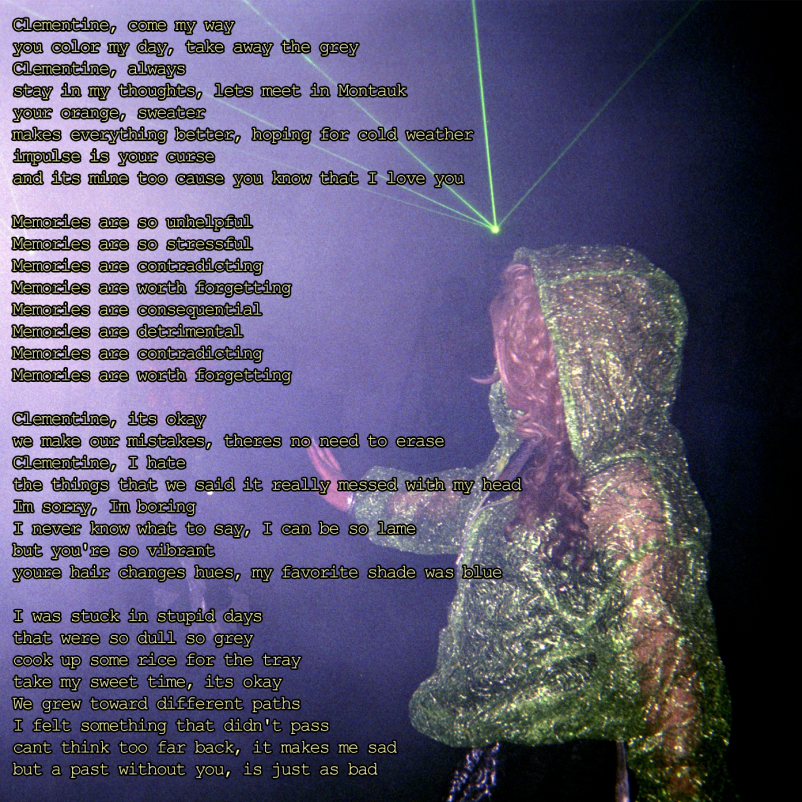 Clementine, come my way
you color my day, take away the grey
Clementine, always
stay in my thoughts, lets meet in Montauk
your orange, sweater
makes everything better, hoping for cold weather
impulse is your curse
and its mine too cause you know that I love you

Memories are so unhelpful
Memories are so stressful
Memories are contradicting
Memories are worth forgetting
Memories are consequential
Memories are detrimental
Memories are contradicting
Memories are worth forgetting

Clementine, its okay
we make our mistakes, theres no need to erase
Clementine, I hate
the things that we said it really messed with my head
Im sorry, Im boring
I never know what to say, I can be so lame
but you're so vibrant
youre hair changes hues, my favorite shade was blue

I was stuck in stupid days
that were so dull so grey
cook up some rice for the tray
take my sweet time, its okay
We grew toward different paths
I felt something that didn't pass
cant think too far back, it makes me sad
but a past without you, is just as bad